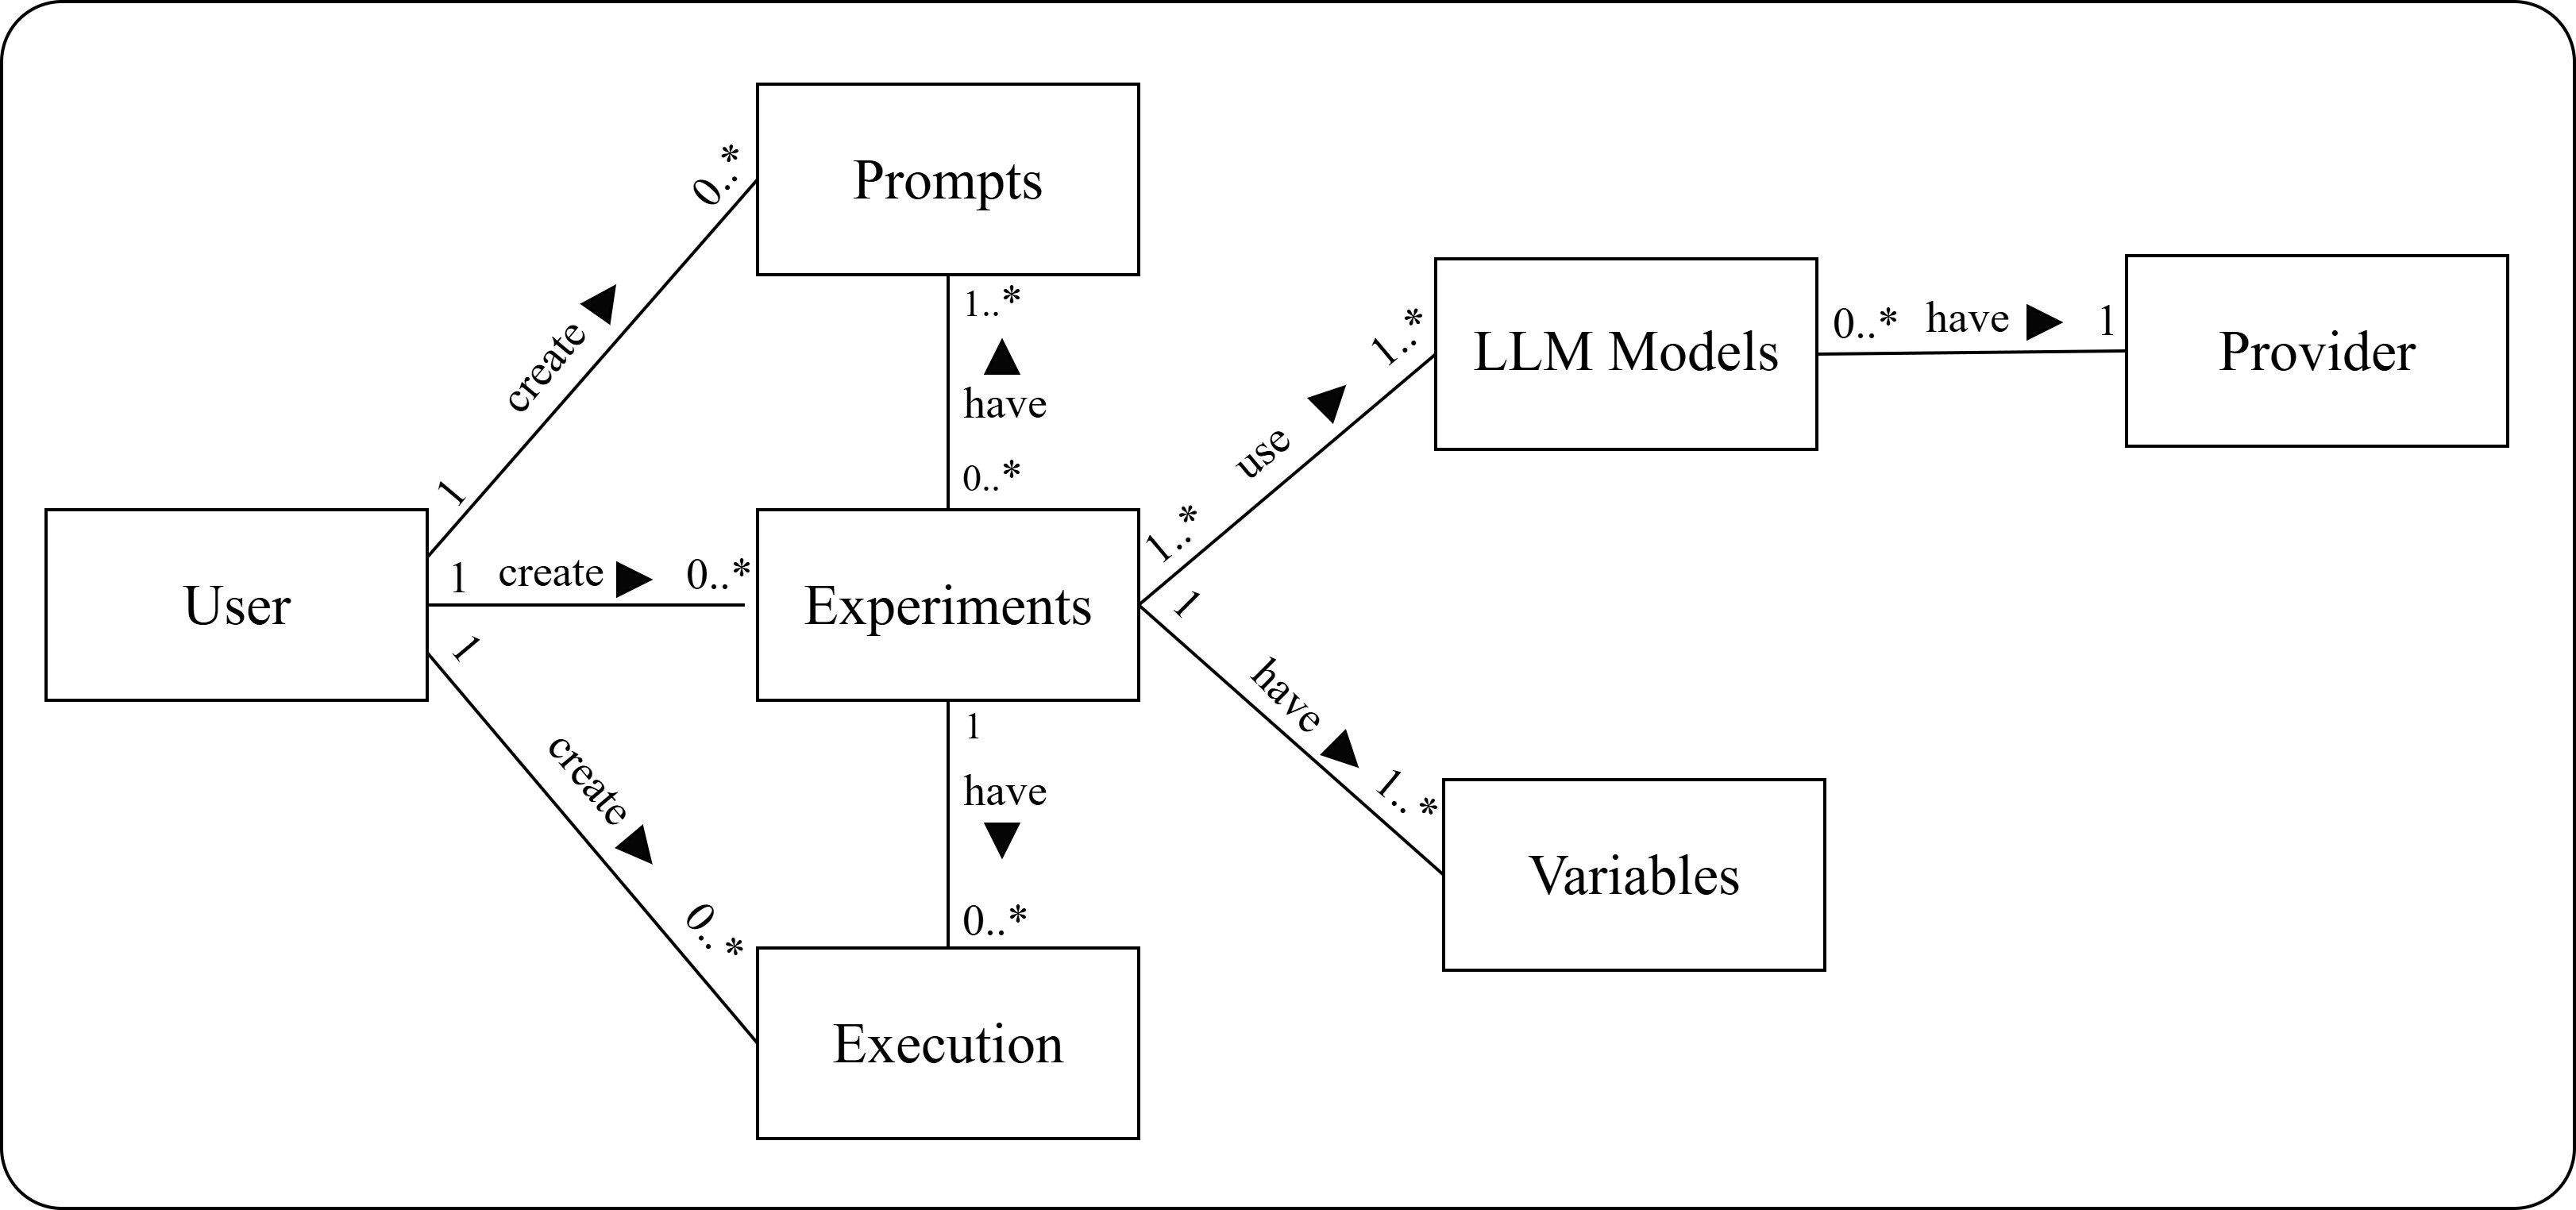 Prompts
0..*
create
1
1..*
have
0..*
User
1 create 0..*
Experiments
1..*
use
1..*
LLM Models
0..* have 1
Provider
1
create
0..*
1
have
0..*
Execution
1
have
1..*
Variables